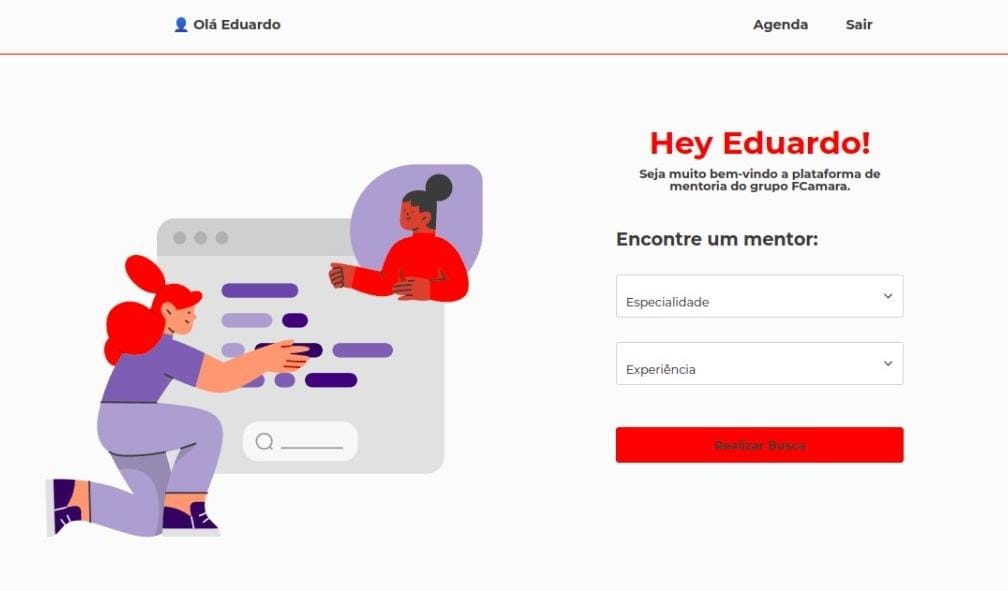 Olá Eduardo
Agenda
Sair
Hey Eduardo!
Seja muito bem-vindo a plataforma de
mentoria do grupo FCamara.
Encontre um mentor:
Especialidade
Experiência
Realizar Busca